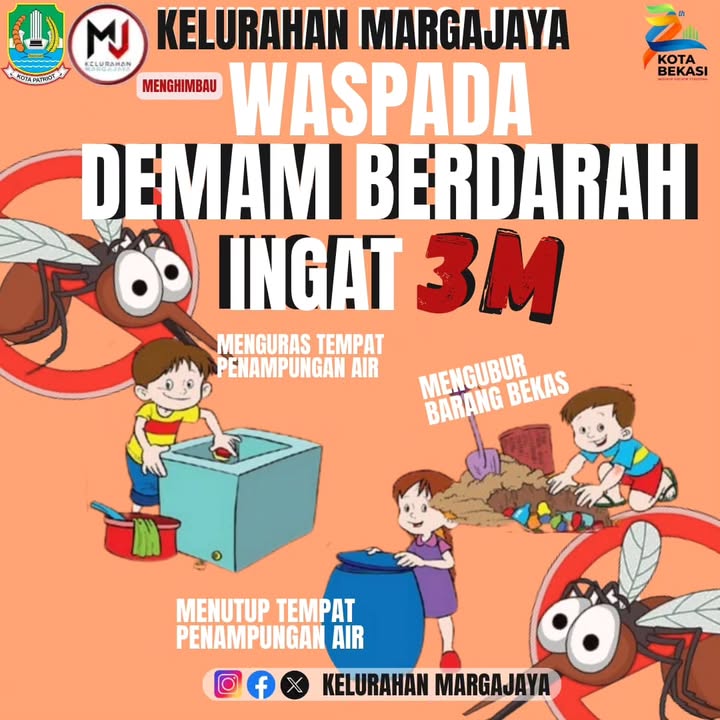 KELURAHAN MARGAJAYA
KOTA PATRIOT
MJ
KELURAHAN
MARGAJAYA
KOTA
BEKASI
MENGHIMBAU
WASPADA
DEMAM BERDARAH
INGAT 3M
MENGURAS TEMPAT
PENAMPUNGAN AIR
MENGUBUR
BARANG BEKAS
MENUTUP TEMPAT
PENAMPUNGAN AIR
KELURAHAN MARGAJAYA